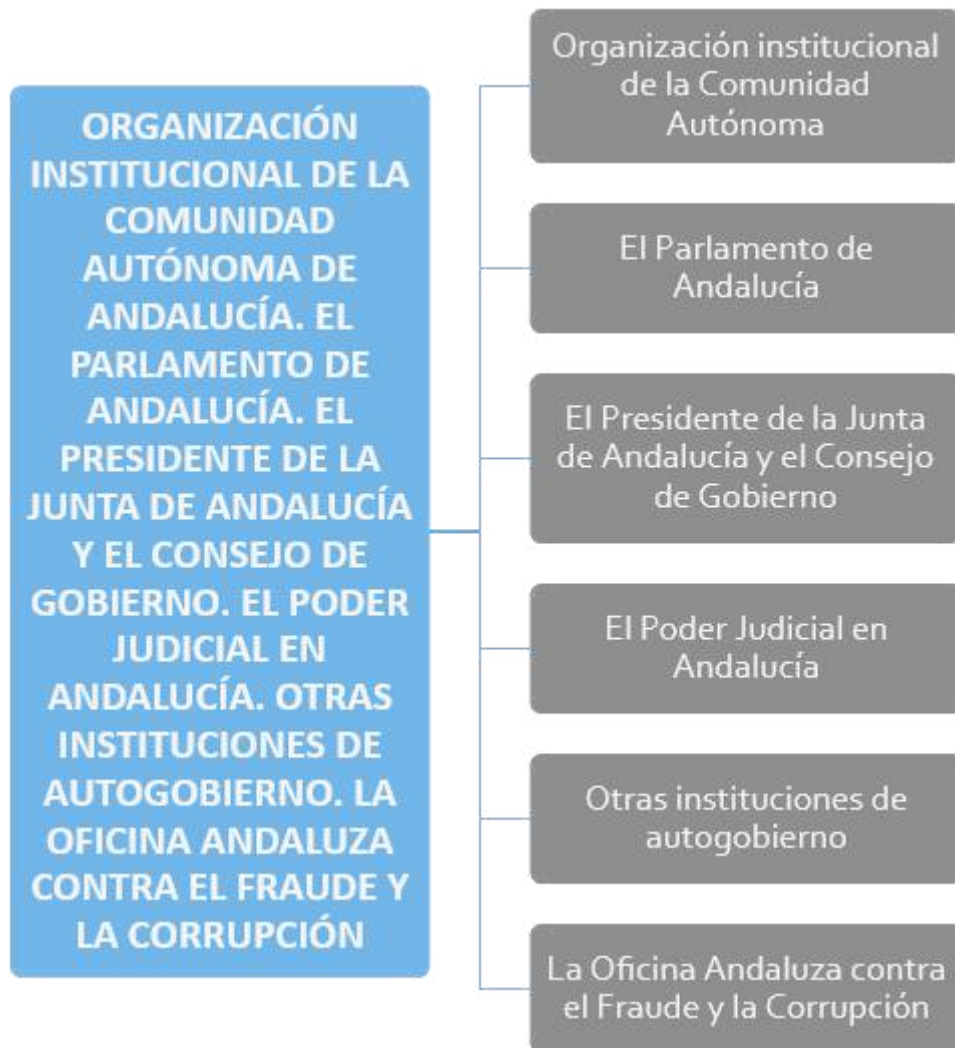 ORGANIZACIÓN
INSTITUCIONAL DE LA
COMUNIDAD
AUTÓNOMA DE
ANDALUCÍA. EL
PARLAMENTO DE
ANDALUCÍA. EL
PRESIDENTE DE LA
JUNTA DE ANDALUCÍA
Y EL CONSEJO DE
GOBIERNO. EL PODER
JUDICIAL EN
ANDALUCÍA. OTRAS
INSTITUCIONES DE
AUTOGOBIERNO. LA
OFICINA ANDALUZA
CONTRA EL FRAUDE Y
LA CORRUPCIÓN
Organización institucional
de la Comunidad
Autónoma
El Parlamento de
Andalucía
El Presidente de la Junta
de Andalucía y el Consejo
de Gobierno
El Poder Judicial en
Andalucía
Otras instituciones de
autogobierno
La Oficina Andaluza contra
el Fraude y la Corrupción